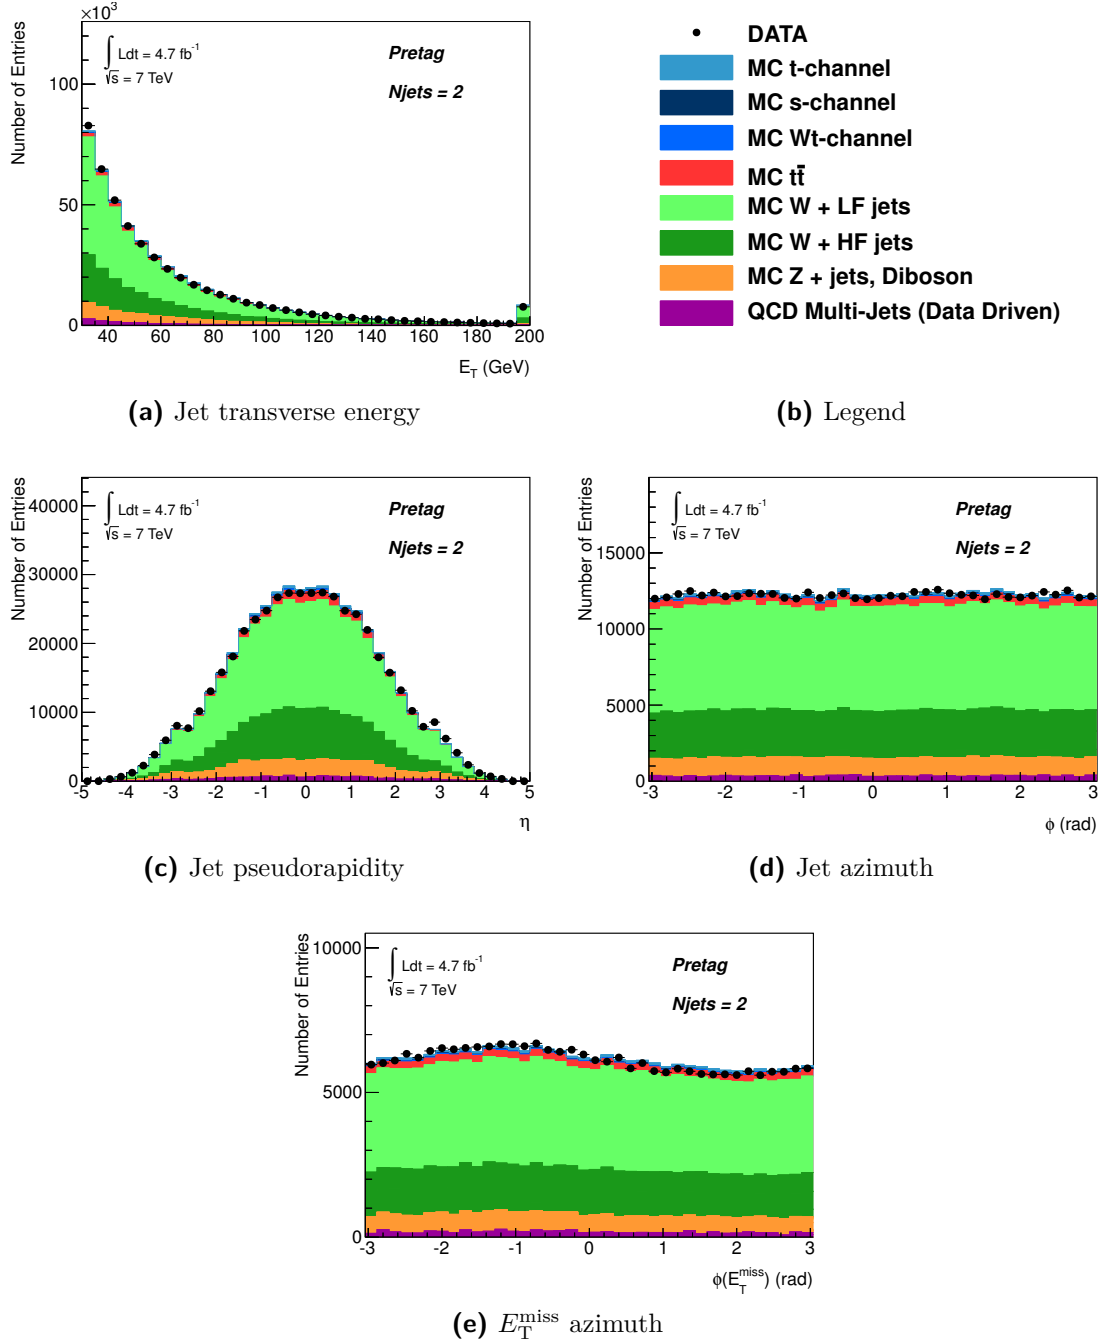 ×10³
Number of Entries
∫ Ldt = 4.7 fb⁻¹
√s = 7 TeV
Pretag
Njets = 2
100
50
0
40 60 80 100 120 140 160 180 200
E_T (GeV)
(a) Jet transverse energy
DATA
MC t-channel
MC s-channel
MC Wt-channel
MC tt̄
MC W + LF jets
MC W + HF jets
MC Z + jets, Diboson
QCD Multi-Jets (Data Driven)
(b) Legend
Number of Entries
∫ Ldt = 4.7 fb⁻¹
√s = 7 TeV
Pretag
Njets = 2
40000
30000
20000
10000
0
-5 -4 -3 -2 -1 0 1 2 3 4 5
η
(c) Jet pseudorapidity
Number of Entries
∫ Ldt = 4.7 fb⁻¹
√s = 7 TeV
Pretag
Njets = 2
15000
10000
5000
0
-3 -2 -1 0 1 2 3
ϕ (rad)
(d) Jet azimuth
Number of Entries
∫ Ldt = 4.7 fb⁻¹
√s = 7 TeV
Pretag
Njets = 2
10000
5000
0
-3 -2 -1 0 1 2 3
ϕ(E_T^miss) (rad)
(e) E_T^miss azimuth